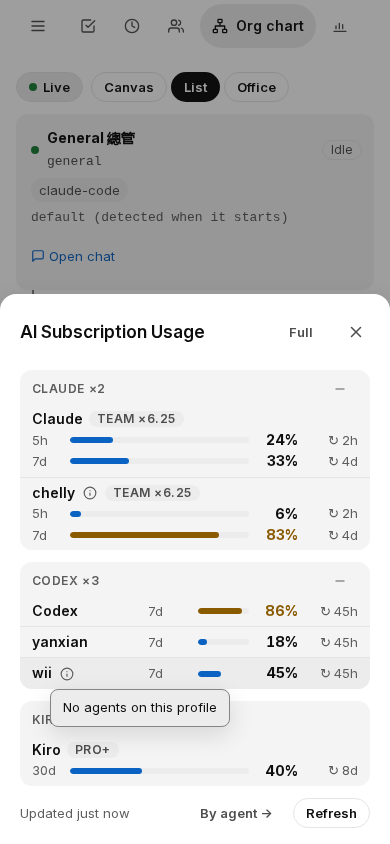 Org chart
Live
Canvas
List
Office
General 總管
general
Idle
claude-code
default (detected when it starts)
Open chat
AI Subscription Usage
Full
CLAUDE ×2
Claude TEAM ×6.25
5h 24% ↻ 2h
7d 33% ↻ 4d
chelly TEAM ×6.25
5h 6% ↻ 2h
7d 83% ↻ 4d
CODEX ×3
Codex 7d 86% ↻ 45h
yanxian 7d 18% ↻ 45h
wii 7d 45% ↻ 45h
No agents on this profile
Kiro PRO+
30d 40% ↻ 8d
Updated just now
By agent →
Refresh